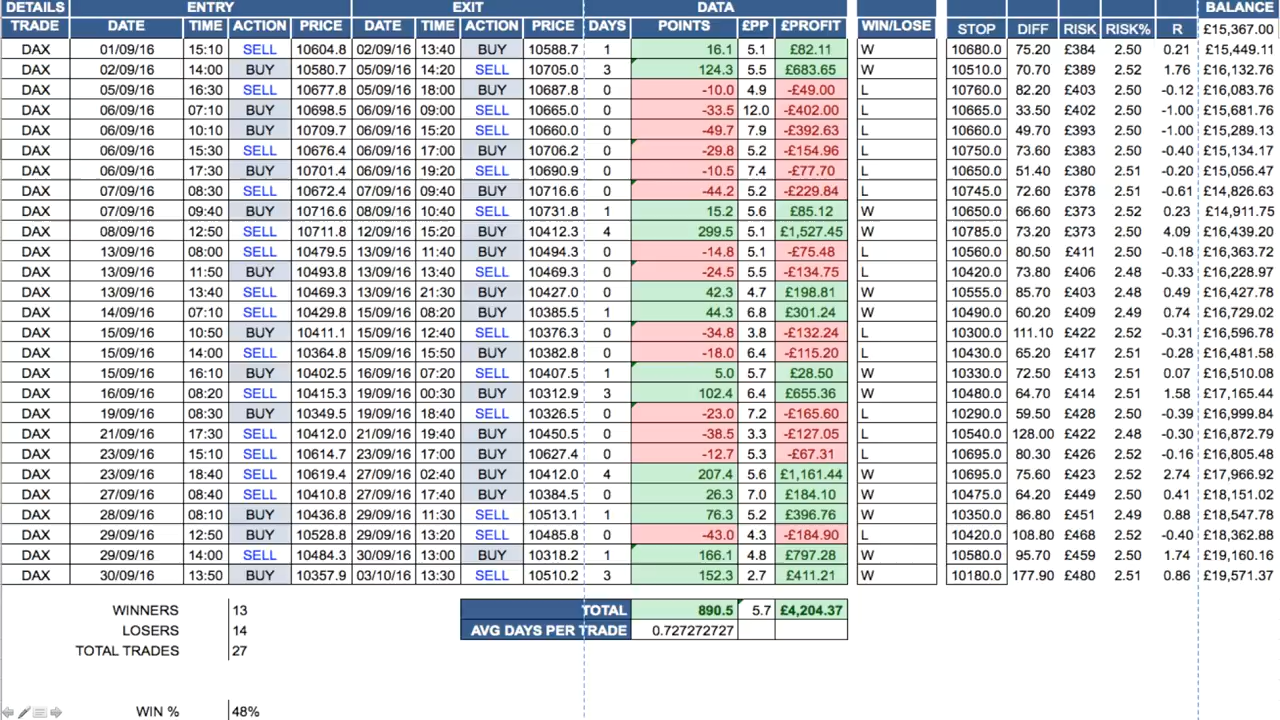 DETAILS ENTRY EXIT DATA BALANCE
TRADE DATE TIME ACTION PRICE DATE TIME ACTION PRICE DAYS POINTS £PP £PROFIT WIN/LOSE STOP DIFF RISK RISK% R £15,367.00
DAX 01/09/16 15:10 SELL 10604.8 02/09/16 13:40 BUY 10588.7 1 16.1 5.1 £82.11 W 10680.0 75.20 £384 2.50 0.21 £15,449.11
DAX 02/09/16 14:00 BUY 10580.7 05/09/16 14:20 SELL 10705.0 3 124.3 5.5 £683.65 W 10510.0 70.70 £389 2.52 1.76 £16,132.76
DAX 05/09/16 16:30 SELL 10677.8 05/09/16 18:00 BUY 10687.8 0 -10.0 4.9 -£49.00 L 10760.0 82.20 £403 2.50 -0.12 £16,083.76
DAX 06/09/16 07:10 BUY 10698.5 06/09/16 09:00 SELL 10665.0 0 -33.5 12.0 -£402.00 L 10665.0 33.50 £402 2.50 -1.00 £15,681.76
DAX 06/09/16 10:10 BUY 10709.7 06/09/16 15:20 SELL 10660.0 0 -49.7 7.9 -£392.63 L 10660.0 49.70 £393 2.50 -1.00 £15,289.13
DAX 06/09/16 15:30 SELL 10676.4 06/09/16 17:00 BUY 10706.2 0 -29.8 5.2 -£154.96 L 10750.0 73.60 £383 2.50 -0.40 £15,134.17
DAX 06/09/16 17:30 BUY 10701.4 06/09/16 19:20 SELL 10690.9 0 -10.5 7.4 -£77.70 L 10650.0 51.40 £380 2.51 -0.20 £15,056.47
DAX 07/09/16 08:30 SELL 10672.4 07/09/16 09:40 BUY 10716.6 0 -44.2 5.2 -£229.84 L 10745.0 72.60 £378 2.51 -0.61 £14,826.63
DAX 07/09/16 09:40 BUY 10716.6 08/09/16 10:40 SELL 10731.8 1 15.2 5.6 £85.12 W 10650.0 66.60 £373 2.52 0.23 £14,911.75
DAX 08/09/16 12:50 SELL 10711.8 12/09/16 15:20 BUY 10412.3 4 299.5 5.1 £1,527.45 W 10785.0 73.20 £373 2.50 4.09 £16,439.20
DAX 13/09/16 08:00 SELL 10479.5 13/09/16 11:40 BUY 10494.3 0 -14.8 5.1 -£75.48 L 10560.0 80.50 £411 2.50 -0.18 £16,363.72
DAX 13/09/16 11:50 BUY 10493.8 13/09/16 13:40 SELL 10469.3 0 -24.5 5.5 -£134.75 L 10420.0 73.80 £406 2.48 -0.33 £16,228.97
DAX 13/09/16 13:40 SELL 10469.3 13/09/16 21:30 BUY 10427.0 0 42.3 4.7 £198.81 W 10555.0 85.70 £403 2.48 0.49 £16,427.78
DAX 14/09/16 07:10 SELL 10429.8 15/09/16 08:20 BUY 10385.5 1 44.3 6.8 £301.24 W 10490.0 60.20 £409 2.49 0.74 £16,729.02
DAX 15/09/16 10:50 BUY 10411.1 15/09/16 12:40 SELL 10376.3 0 -34.8 3.8 -£132.24 L 10300.0 111.10 £422 2.52 -0.31 £16,596.78
DAX 15/09/16 14:00 SELL 10364.8 15/09/16 15:50 BUY 10382.8 0 -18.0 6.4 -£115.20 L 10430.0 65.20 £417 2.51 -0.28 £16,481.58
DAX 15/09/16 16:10 BUY 10402.5 16/09/16 07:20 SELL 10407.5 1 5.0 5.7 £28.50 W 10330.0 72.50 £413 2.51 0.07 £16,510.08
DAX 16/09/16 08:20 SELL 10415.3 19/09/16 00:30 BUY 10312.9 3 102.4 6.4 £655.36 W 10480.0 64.70 £414 2.51 1.58 £17,165.44
DAX 19/09/16 08:30 BUY 10349.5 19/09/16 18:40 SELL 10326.5 0 -23.0 7.2 -£165.60 L 10290.0 59.50 £428 2.50 -0.39 £16,999.84
DAX 21/09/16 17:30 SELL 10412.0 21/09/16 19:40 BUY 10450.5 0 -38.5 3.3 -£127.05 L 10540.0 128.00 £422 2.48 -0.30 £16,872.79
DAX 23/09/16 15:10 SELL 10614.7 23/09/16 17:00 BUY 10627.4 0 -12.7 5.3 -£67.31 L 10695.0 80.30 £426 2.52 -0.16 £16,805.48
DAX 23/09/16 18:40 SELL 10619.4 27/09/16 02:40 BUY 10412.0 4 207.4 5.6 £1,161.44 W 10695.0 75.60 £423 2.52 2.74 £17,966.92
DAX 27/09/16 08:40 SELL 10410.8 27/09/16 17:40 BUY 10384.5 0 26.3 7.0 £184.10 W 10475.0 64.20 £449 2.50 0.41 £18,151.02
DAX 28/09/16 08:10 BUY 10436.8 29/09/16 11:30 SELL 10513.1 1 76.3 5.2 £396.76 W 10350.0 86.80 £451 2.49 0.88 £18,547.78
DAX 29/09/16 12:50 BUY 10528.8 29/09/16 13:20 SELL 10485.8 0 -43.0 4.3 -£184.90 L 10420.0 108.80 £468 2.52 -0.40 £18,362.88
DAX 29/09/16 14:00 SELL 10484.3 30/09/16 13:00 BUY 10318.2 1 166.1 4.8 £797.28 W 10580.0 95.70 £459 2.50 1.74 £19,160.16
DAX 30/09/16 13:50 BUY 10357.9 03/10/16 13:30 SELL 10510.2 3 152.3 2.7 £411.21 W 10180.0 177.90 £480 2.51 0.86 £19,571.37
WINNERS 13 TOTAL 890.5 5.7 £4,204.37
LOSERS 14 AVG DAYS PER TRADE 0.727272727
TOTAL TRADES 27
WIN % 48%